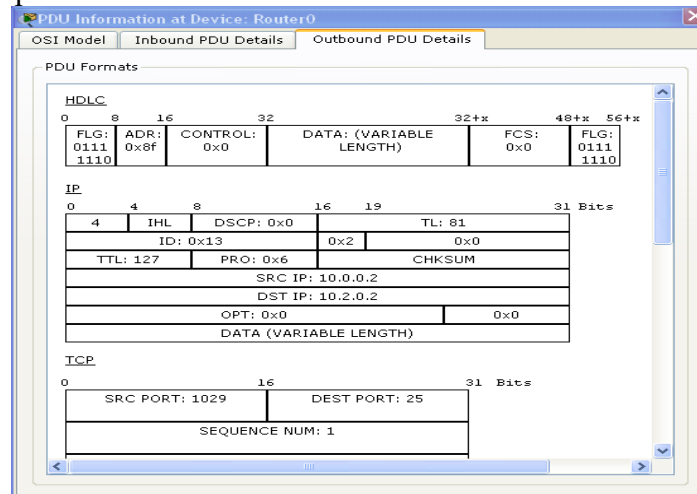 PDU Information at Device: Router0
OSI Model Inbound PDU Details Outbound PDU Details
PDU Formats
HDLC
0 8 16 32 32+x 48+x 56+x
FLG: ADR: CONTROL: DATA: (VARIABLE FCS: FLG:
0111 0x8f 0x0 LENGTH) 0x0 0111
1110 1110
IP
0 4 8 16 19 31 Bits
4 IHL DSCP: 0x0 TL: 81
ID: 0x13 0x2 0x0
TTL: 127 PRO: 0x6 CHKSUM
SRC IP: 10.0.0.2
DST IP: 10.2.0.2
OPT: 0x0 0x0
DATA (VARIABLE LENGTH)
TCP
0 16 31 Bits
SRC PORT: 1029 DEST PORT: 25
SEQUENCE NUM: 1